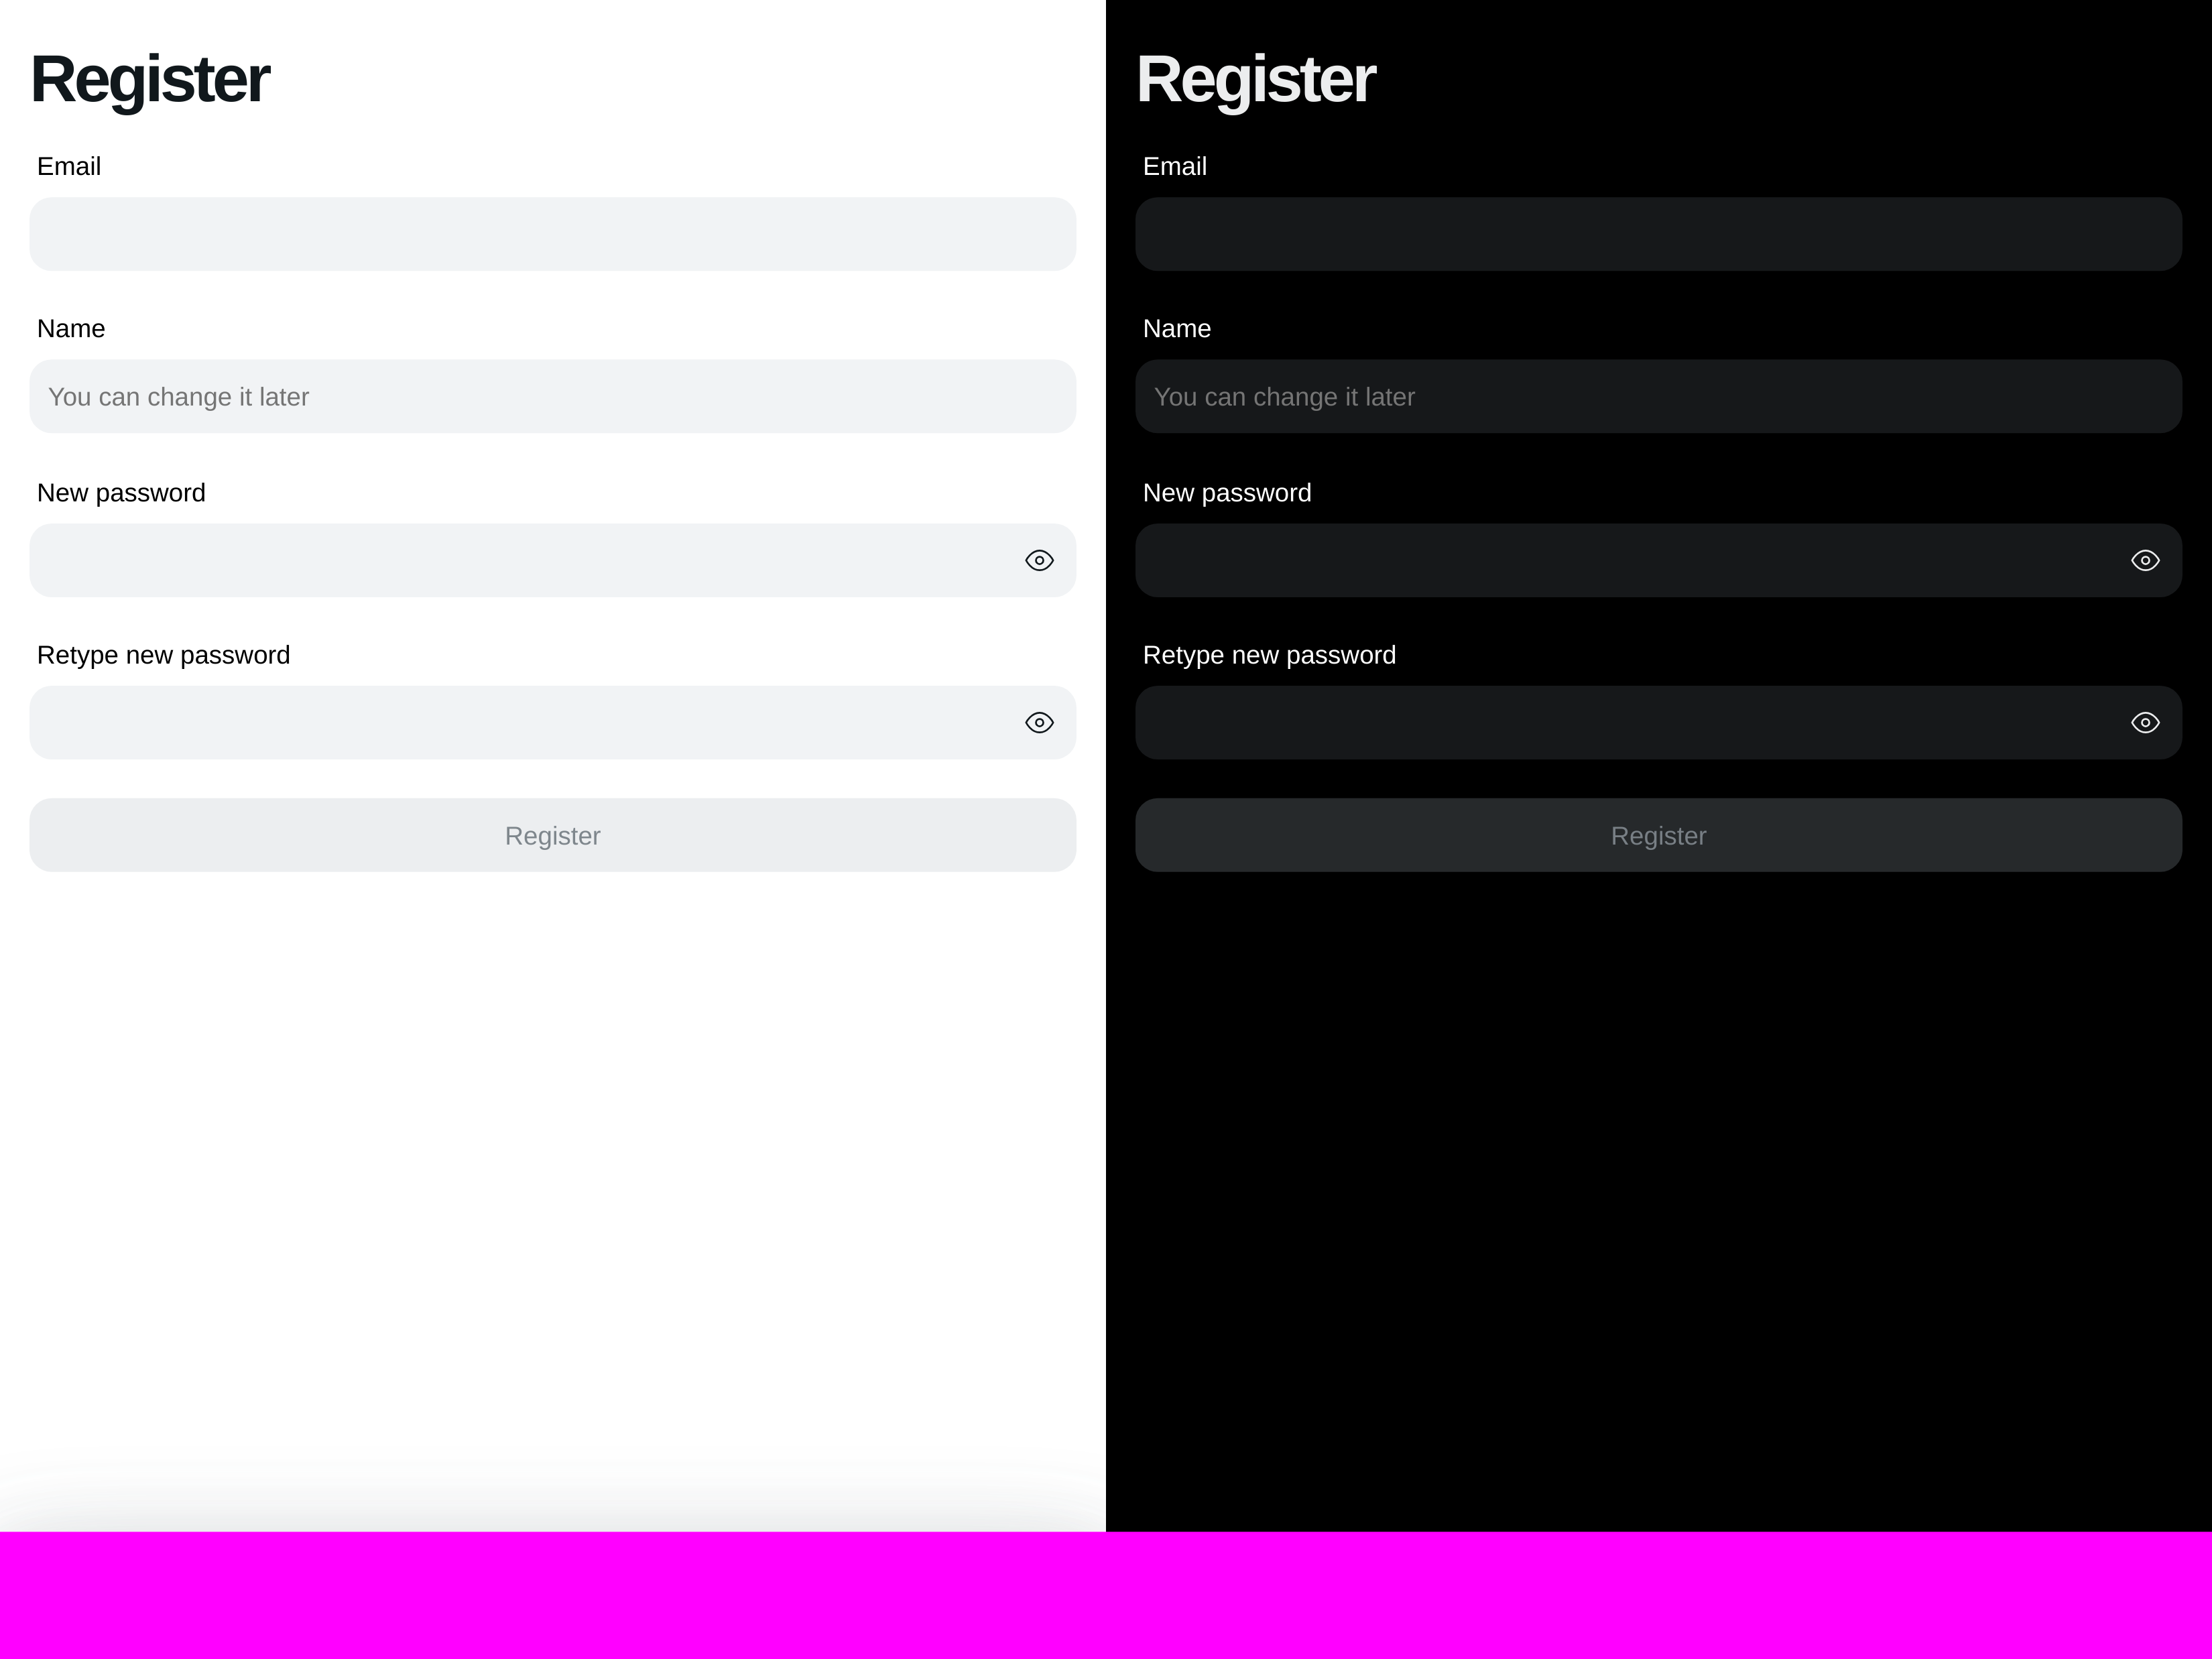 Register
Email
Name
You can change it later
New password
Retype new password
Register
Register
Email
Name
You can change it later
New password
Retype new password
Register